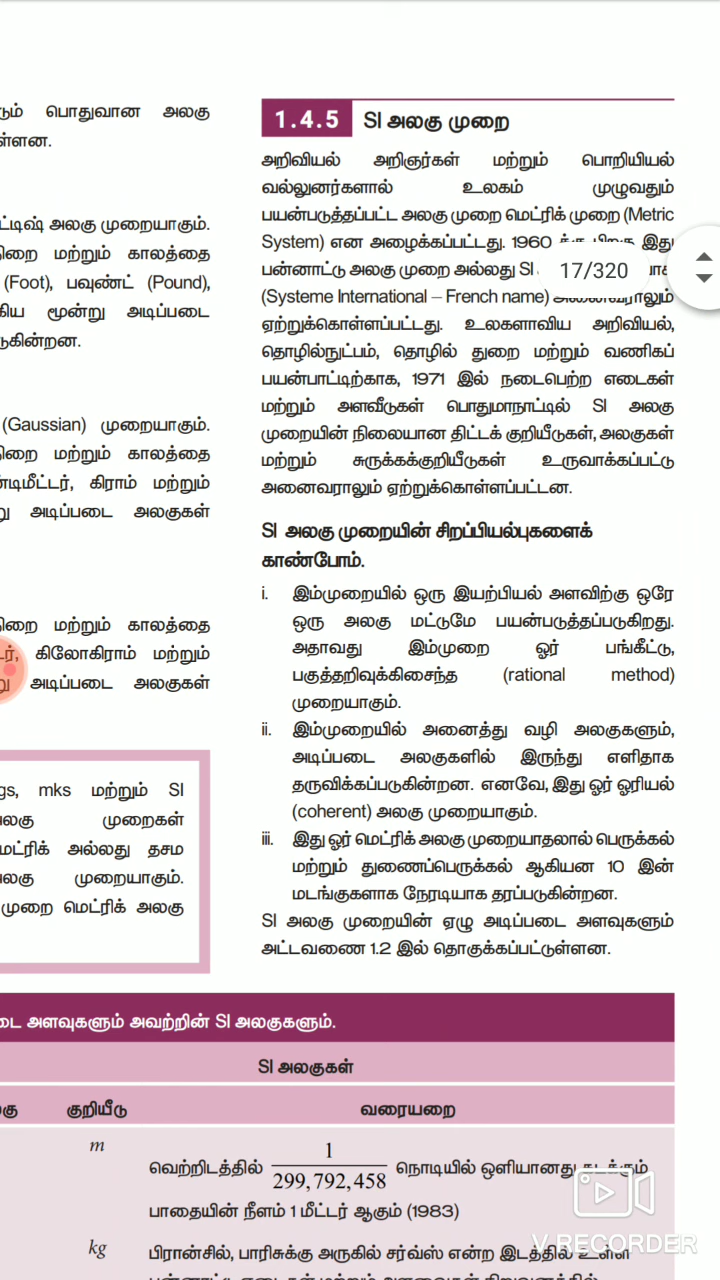 டும் பொதுவான அலகு
ள்ளன.
ட்டிஷ் அலகு முறையாகும்.
நிறை மற்றும் காலத்தை
(Foot), பவுண்ட் (Pound),
கிய மூன்று அடிப்படை
டுகின்றன.
(Gaussian) முறையாகும்.
நிறை மற்றும் காலத்தை
ண்டிமீட்டர், கிராம் மற்றும்
று அடிப்படை அலகுகள்
நிறை மற்றும் காலத்தை
டர், கிலோகிராம் மற்றும்
று அடிப்படை அலகுகள்
gs, mks மற்றும் SI
அலகு முறைகள்
மெட்ரிக் அல்லது தசம
அலகு முறையாகும்.
முறை மெட்ரிக் அலகு
1.4.5 SI அலகு முறை
அறிவியல் அறிஞர்கள் மற்றும் பொறியியல்
வல்லுனர்களால் உலகம் முழுவதும்
பயன்படுத்தப்பட்ட அலகு முறை மெட்ரிக் முறை (Metric
System) என அழைக்கப்பட்டது. 1960 க்கு பிறகு இது
பன்னாட்டு அலகு முறை அல்லது SI
17/320
(Systeme International – French name) அனைவராலும்
ஏற்றுக்கொள்ளப்பட்டது. உலகளாவிய அறிவியல்,
தொழில்நுட்பம், தொழில் துறை மற்றும் வணிகப்
பயன்பாட்டிற்காக, 1971 இல் நடைபெற்ற எடைகள்
மற்றும் அளவீடுகள் பொதுமாநாட்டில் SI அலகு
முறையின் நிலையான திட்டக் குறியீடுகள், அலகுகள்
மற்றும் சுருக்கக்குறியீடுகள் உருவாக்கப்பட்டு
அனைவராலும் ஏற்றுக்கொள்ளப்பட்டன.
SI அலகு முறையின் சிறப்பியல்புகளைக்
காண்போம்.
i. இம்முறையில் ஒரு இயற்பியல் அளவிற்கு ஒரே
ஒரு அலகு மட்டுமே பயன்படுத்தப்படுகிறது.
அதாவது இம்முறை ஓர் பங்கீட்டு,
பகுத்தறிவுக்கிசைந்த (rational method)
முறையாகும்.
ii. இம்முறையில் அனைத்து வழி அலகுகளும்,
அடிப்படை அலகுகளில் இருந்து எளிதாக
தருவிக்கப்படுகின்றன. எனவே, இது ஓர் ஓரியல்
(coherent) அலகு முறையாகும்.
iii. இது ஓர் மெட்ரிக் அலகு முறையாதலால் பெருக்கல்
மற்றும் துணைப்பெருக்கல் ஆகியன 10 இன்
மடங்குகளாக நேரடியாக தரப்படுகின்றன.
SI அலகு முறையின் ஏழு அடிப்படை அளவுகளும்
அட்டவணை 1.2 இல் தொகுக்கப்பட்டுள்ளன.
டை அளவுகளும் அவற்றின் SI அலகுகளும்.
SI அலகுகள்
கு குறியீடு வரையறை
m வெற்றிடத்தில் 1/299,792,458 நொடியில் ஒளியானது கடக்கும்
பாதையின் நீளம் 1 மீட்டர் ஆகும் (1983)
kg பிரான்சில், பாரிசுக்கு அருகில் சர்வ்ஸ் என்ற இடத்தில் உள்ள
V RECORDER